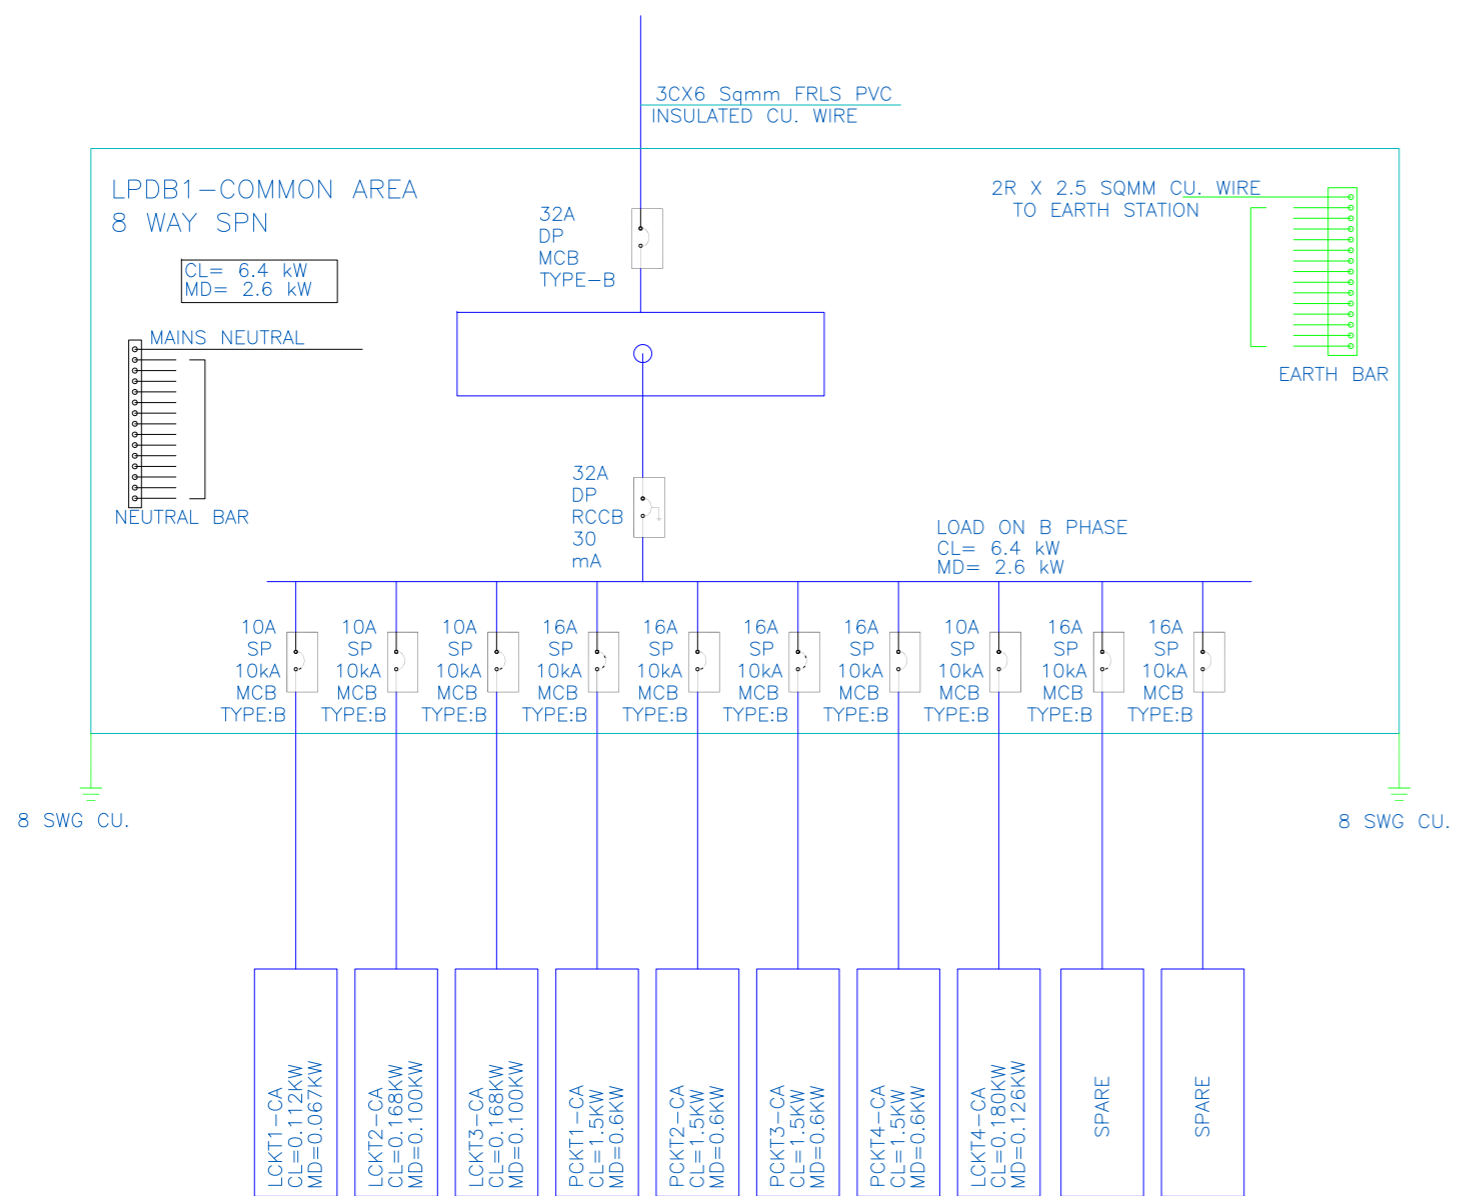 3CX6 Sqmm FRLS PVC
INSULATED CU. WIRE
LPDB1-COMMON AREA
8 WAY SPN
CL= 6.4 kW
MD= 2.6 kW
MAINS NEUTRAL
NEUTRAL BAR
32A
DP
MCB
TYPE-B
2R X 2.5 SQMM CU. WIRE
TO EARTH STATION
EARTH BAR
32A
DP
RCCB
30
mA
LOAD ON B PHASE
CL= 6.4 kW
MD= 2.6 kW
10A
SP
10kA
MCB
TYPE:B
10A
SP
10kA
MCB
TYPE:B
10A
SP
10kA
MCB
TYPE:B
16A
SP
10kA
MCB
TYPE:B
16A
SP
10kA
MCB
TYPE:B
16A
SP
10kA
MCB
TYPE:B
16A
SP
10kA
MCB
TYPE:B
10A
SP
10kA
MCB
TYPE:B
16A
SP
10kA
MCB
TYPE:B
16A
SP
10kA
MCB
TYPE:B
8 SWG CU.
8 SWG CU.
LCKT1-CA
CL=0.112KW
MD=0.067KW
LCKT2-CA
CL=0.168KW
MD=0.100KW
LCKT3-CA
CL=0.168KW
MD=0.100KW
PCKT1-CA
CL=1.5KW
MD=0.6KW
PCKT2-CA
CL=1.5KW
MD=0.6KW
PCKT3-CA
CL=1.5KW
MD=0.6KW
PCKT4-CA
CL=1.5KW
MD=0.6KW
LCKT4-CA
CL=0.180KW
MD=0.126KW
SPARE
SPARE